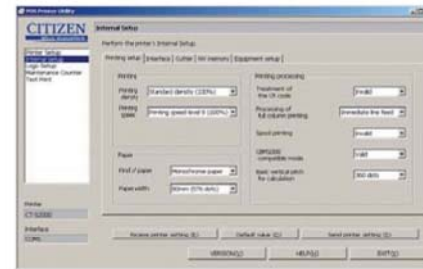 POS Printer Utility
CITIZEN
Internal Setup
Perform the printer's Internal Setup.
Printer Setup
Internal Setup
Logo Setup
Maintenance Counter
Test Print
Printing setup
Interface
Cutter
NV memory
Equipment setup
Printing
Printing density
Standard density (100%)
Printing speed
Printing speed level 9 (100%)
Paper
Kind of paper
Monochrome paper
Paper width
80mm (576 dots)
Printing processing
Treatment of the CR code
Invalid
Processing of full column printing
Immediate line feed
Spool printing
Invalid
compatible mode
Valid
Basic vertical pitch for calculation
360 dots
Printer
CT-S2000
Interface
COM1
Receive printer setting (R)
Default value (D)
Send printer setting (S)
VERSION(V)
HELP(H)
EXIT(X)